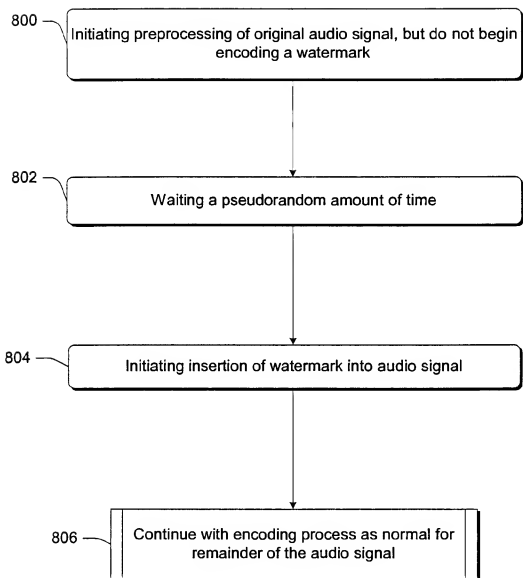 800
Initiating preprocessing of original audio signal, but do not begin
encoding a watermark
802
Waiting a pseudorandom amount of time
804
Initiating insertion of watermark into audio signal
806
Continue with encoding process as normal for
remainder of the audio signal